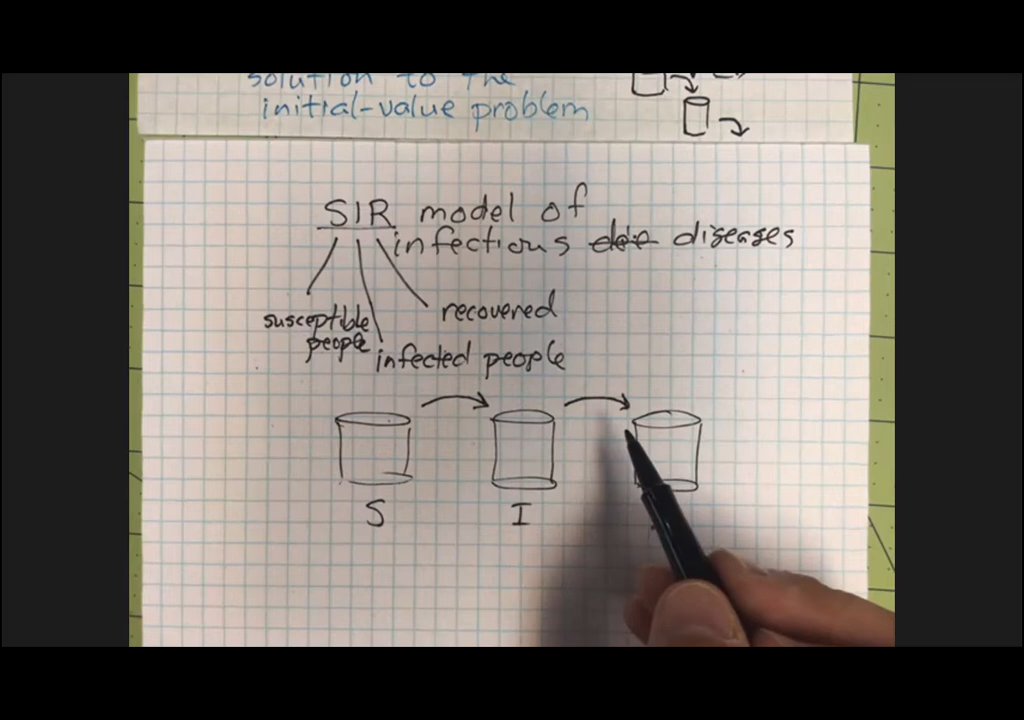 solution to the
initial-value problem
SIR model of
infectious diseases
recovered
susceptible
people
infected people
S
I